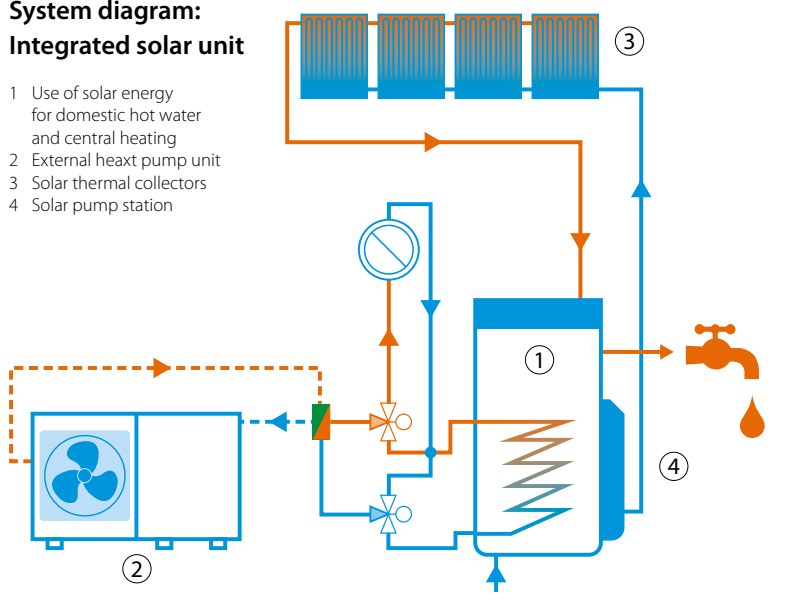 System diagram:
Integrated solar unit
1 Use of solar energy
for domestic hot water
and central heating
2 External heaxt pump unit
3 Solar thermal collectors
4 Solar pump station
3
1
4
2